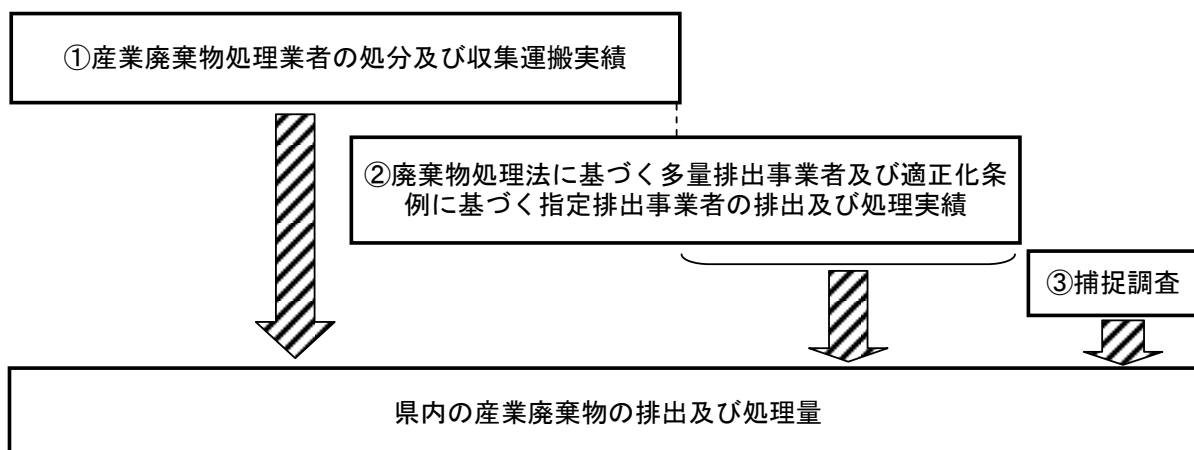 ①産業廃棄物処理業者の処分及び収集運搬実績
②廃棄物処理法に基づく多量排出事業者及び適正化条
例に基づく指定排出事業者の排出及び処理実績
③捕捉調査
県内の産業廃棄物の排出及び処理量